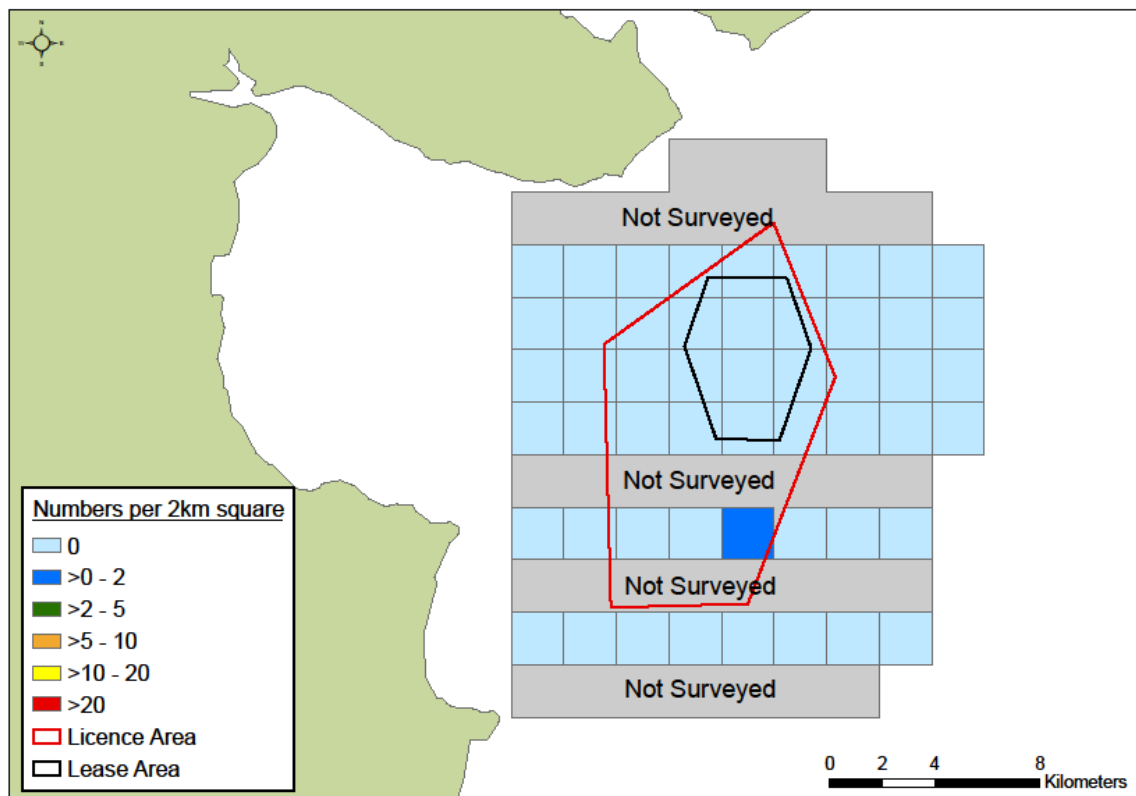 N
E
S
Not Surveyed
Not Surveyed
Not Surveyed
Not Surveyed
Numbers per 2km square
0
>0 - 2
>2 - 5
>5 - 10
>10 - 20
>20
Licence Area
Lease Area
0 2 4 8
Kilometers